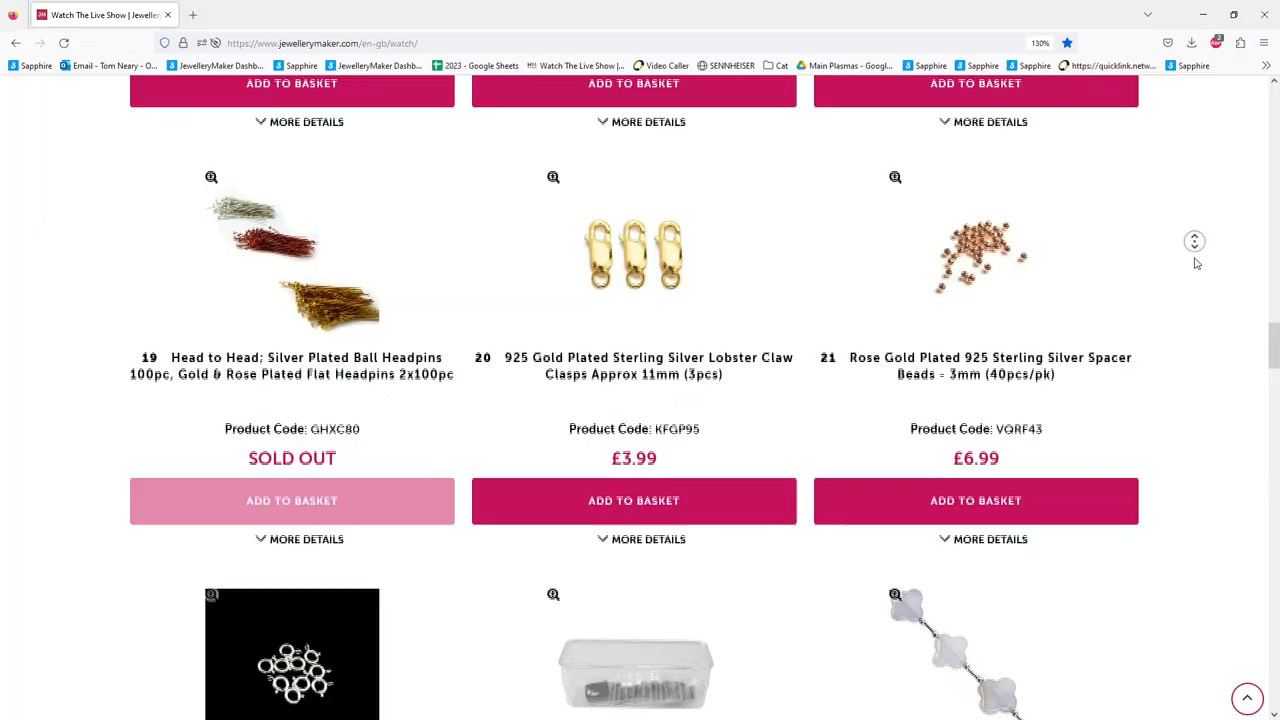 Watch The Live Show | Jeweller
https://www.jewellerymaker.com/en.gb/watch/
130%
2
Sapphire
Email - Tom Neary - O...
JewelleryMaker Dashb...
Sapphire
JewelleryMaker Dashb...
2023 - Google Sheets
Watch The Live Show |...
Video Caller
SENNHEISER
Cat
Main Plasmas - Googl...
Sapphire
Sapphire
Sapphire
https://quicklink.netw...
Sapphire
ADD TO BASKET
ADD TO BASKET
ADD TO BASKET
MORE DETAILS
MORE DETAILS
MORE DETAILS
19 Head to Head; Silver Plated Ball Headpins
100pc, Gold & Rose Plated Flat Headpins 2x100pc
Product Code: GHXC80
SOLD OUT
ADD TO BASKET
MORE DETAILS
20 925 Gold Plated Sterling Silver Lobster Claw
Clasps Approx 11mm (3pcs)
Product Code: KFGP95
£3.99
ADD TO BASKET
MORE DETAILS
21 Rose Gold Plated 925 Sterling Silver Spacer
Beads - 3mm (40pcs/pk)
Product Code: VQRF43
£6.99
ADD TO BASKET
MORE DETAILS